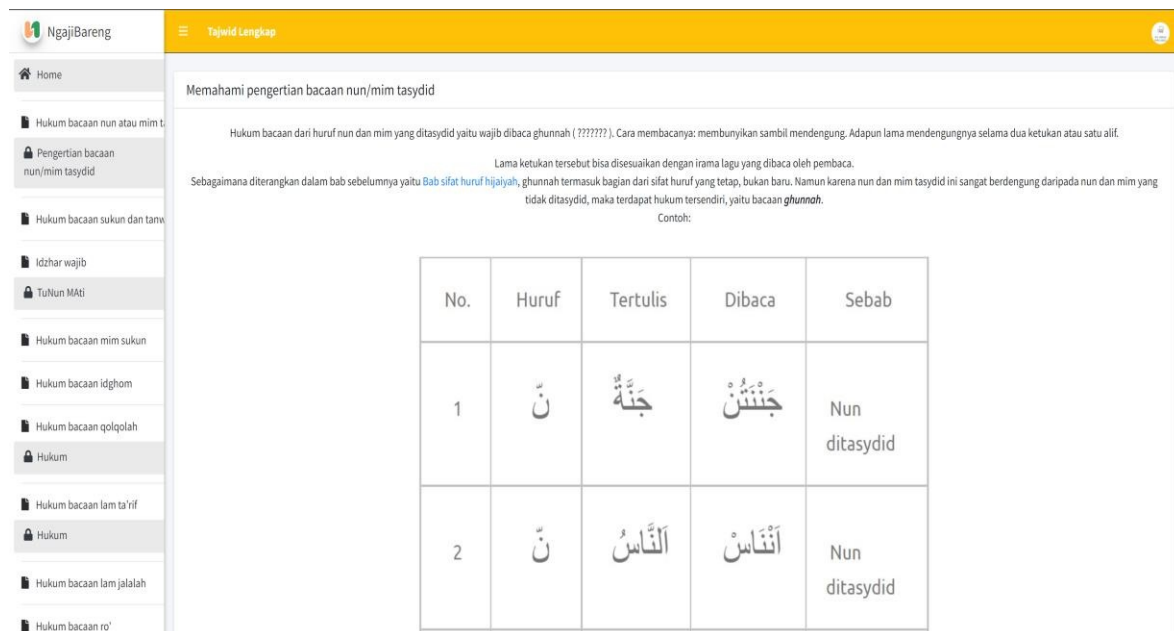 NgajiBareng
Tajwid Lengkap
Home
Hukum bacaan nun atau mim t
Pengertian bacaan
nun/mim tasydid
Hukum bacaan sukun dan tanw
Idzhar wajib
TuNun MAti
Hukum bacaan mim sukun
Hukum bacaan idghom
Hukum bacaan qolqolah
Hukum
Hukum bacaan lam ta'rif
Hukum
Hukum bacaan lam jalalah
Hukum bacaan ro'
Memahami pengertian bacaan nun/mim tasydid
Hukum bacaan dari huruf nun dan mim yang ditasydid yaitu wajib dibaca ghunnah ( ??????? ). Cara membacanya: membunyikan sambil mendengung. Adapun lama mendengungnya selama dua ketukan atau satu alif.
Lama ketukan tersebut bisa disesuaikan dengan irama lagu yang dibaca oleh pembaca.
Sebagaimana diterangkan dalam bab sebelumnya yaitu Bab sifat huruf hijaiyah, ghunnah termasuk bagian dari sifat huruf yang tetap, bukan baru. Namun karena nun dan mim tasydid ini sangat berdengung daripada nun dan mim yang
tidak ditasydid, maka terdapat hukum tersendiri, yaitu bacaan ghunnah.
Contoh:
No. Huruf Tertulis Dibaca Sebab
1 نّ جَنَّةٌ جَنْنَتُنْ Nun
ditasydid
2 نّ اَلنَّاسُ اَنْنَاسْ Nun
ditasydid